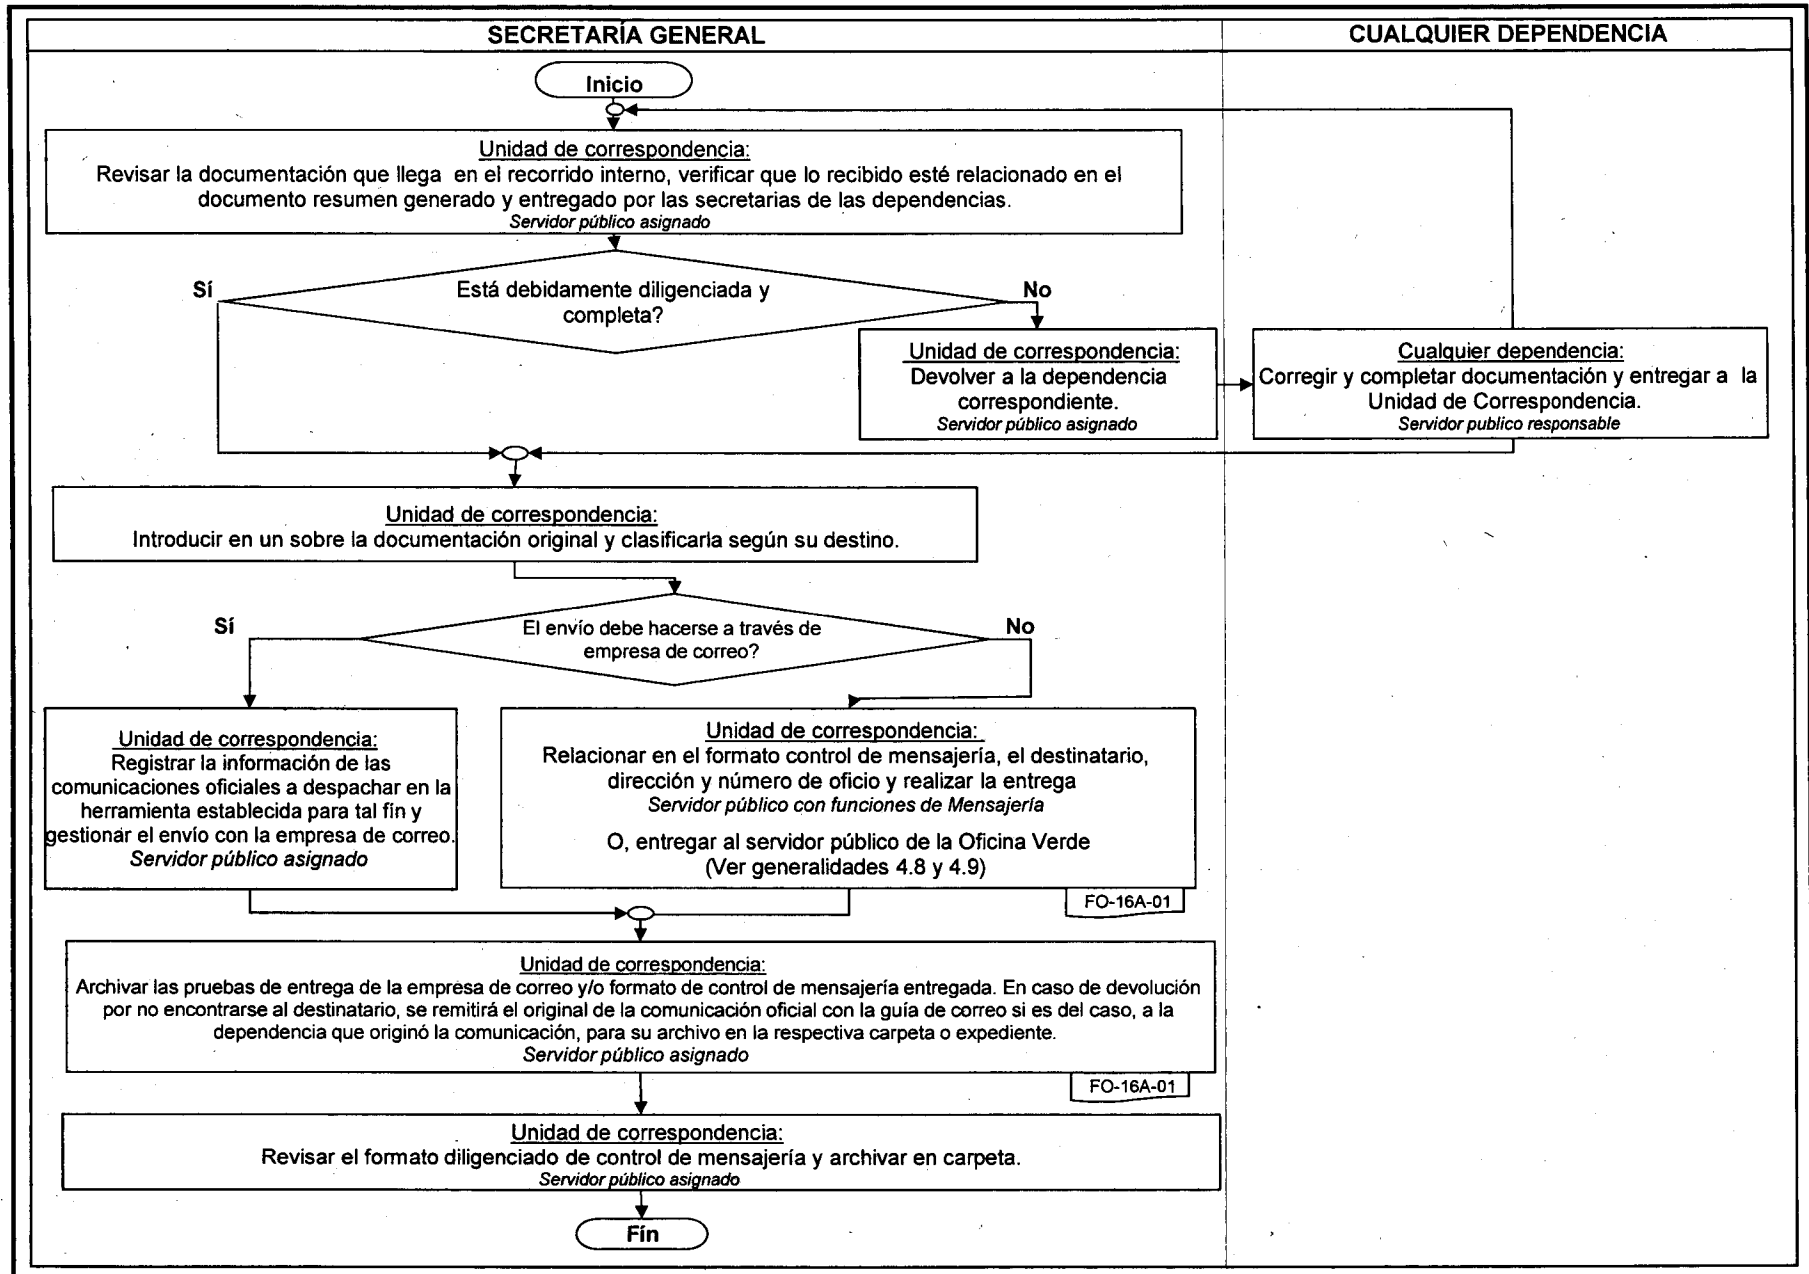 SECRETARÍA GENERAL
CUALQUIER DEPENDENCIA
Inicio
Unidad de correspondencia:
Revisar la documentación que llega en el recorrido interno, verificar que lo recibido esté relacionado en el
documento resumen generado y entregado por las secretarias de las dependencias.
Servidor público asignado
Sí
Está debidamente diligenciada y
completa?
No
Unidad de correspondencia:
Devolver a la dependencia
correspondiente.
Servidor público asignado
Cualquier dependencia:
Corregir y completar documentación y entregar a la
Unidad de Correspondencia.
Servidor publico responsable
Unidad de correspondencia:
Introducir en un sobre la documentación original y clasificarla según su destino.
Sí
El envío debe hacerse a través de
empresa de correo?
No
Unidad de correspondencia:
Registrar la información de las
comunicaciones oficiales a despachar en la
herramienta establecida para tal fin y
gestionar el envío con la empresa de correo.
Servidor público asignado
Unidad de correspondencia:
Relacionar en el formato control de mensajería, el destinatario,
dirección y número de oficio y realizar la entrega
Servidor público con funciones de Mensajería
O, entregar al servidor público de la Oficina Verde
(Ver generalidades 4.8 y 4.9)
FO-16A-01
Unidad de correspondencia:
Archivar las pruebas de entrega de la empresa de correo y/o formato de control de mensajería entregada. En caso de devolución
por no encontrarse al destinatario, se remitirá el original de la comunicación oficial con la guía de correo si es del caso, a la
dependencia que originó la comunicación, para su archivo en la respectiva carpeta o expediente.
Servidor público asignado
FO-16A-01
Unidad de correspondencia:
Revisar el formato diligenciado de control de mensajería y archivar en carpeta.
Servidor público asignado
Fín